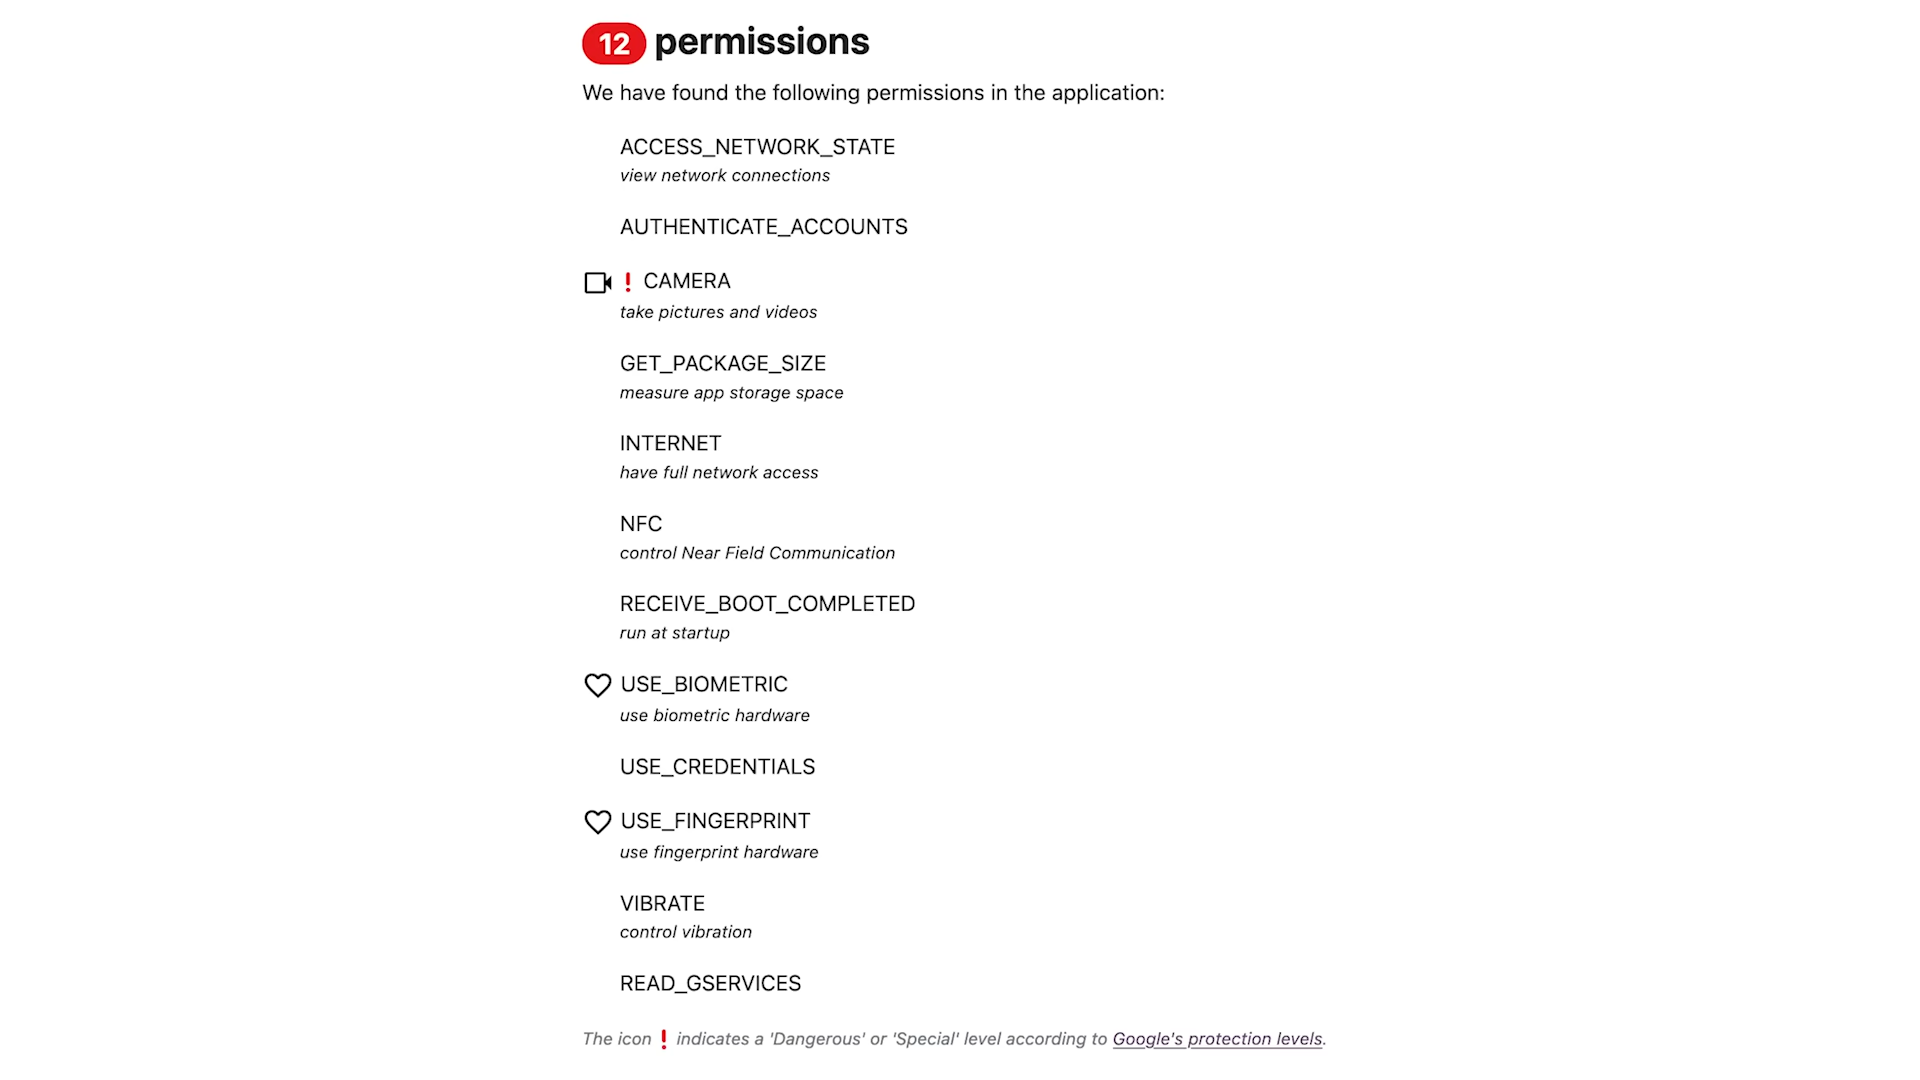 12 permissions
We have found the following permissions in the application:
ACCESS_NETWORK_STATE
view network connections
AUTHENTICATE_ACCOUNTS
! CAMERA
take pictures and videos
GET_PACKAGE_SIZE
measure app storage space
INTERNET
have full network access
NFC
control Near Field Communication
RECEIVE_BOOT_COMPLETED
run at startup
USE_BIOMETRIC
use biometric hardware
USE_CREDENTIALS
USE_FINGERPRINT
use fingerprint hardware
VIBRATE
control vibration
READ_GSERVICES
The icon ! indicates a 'Dangerous' or 'Special' level according to Google's protection levels.